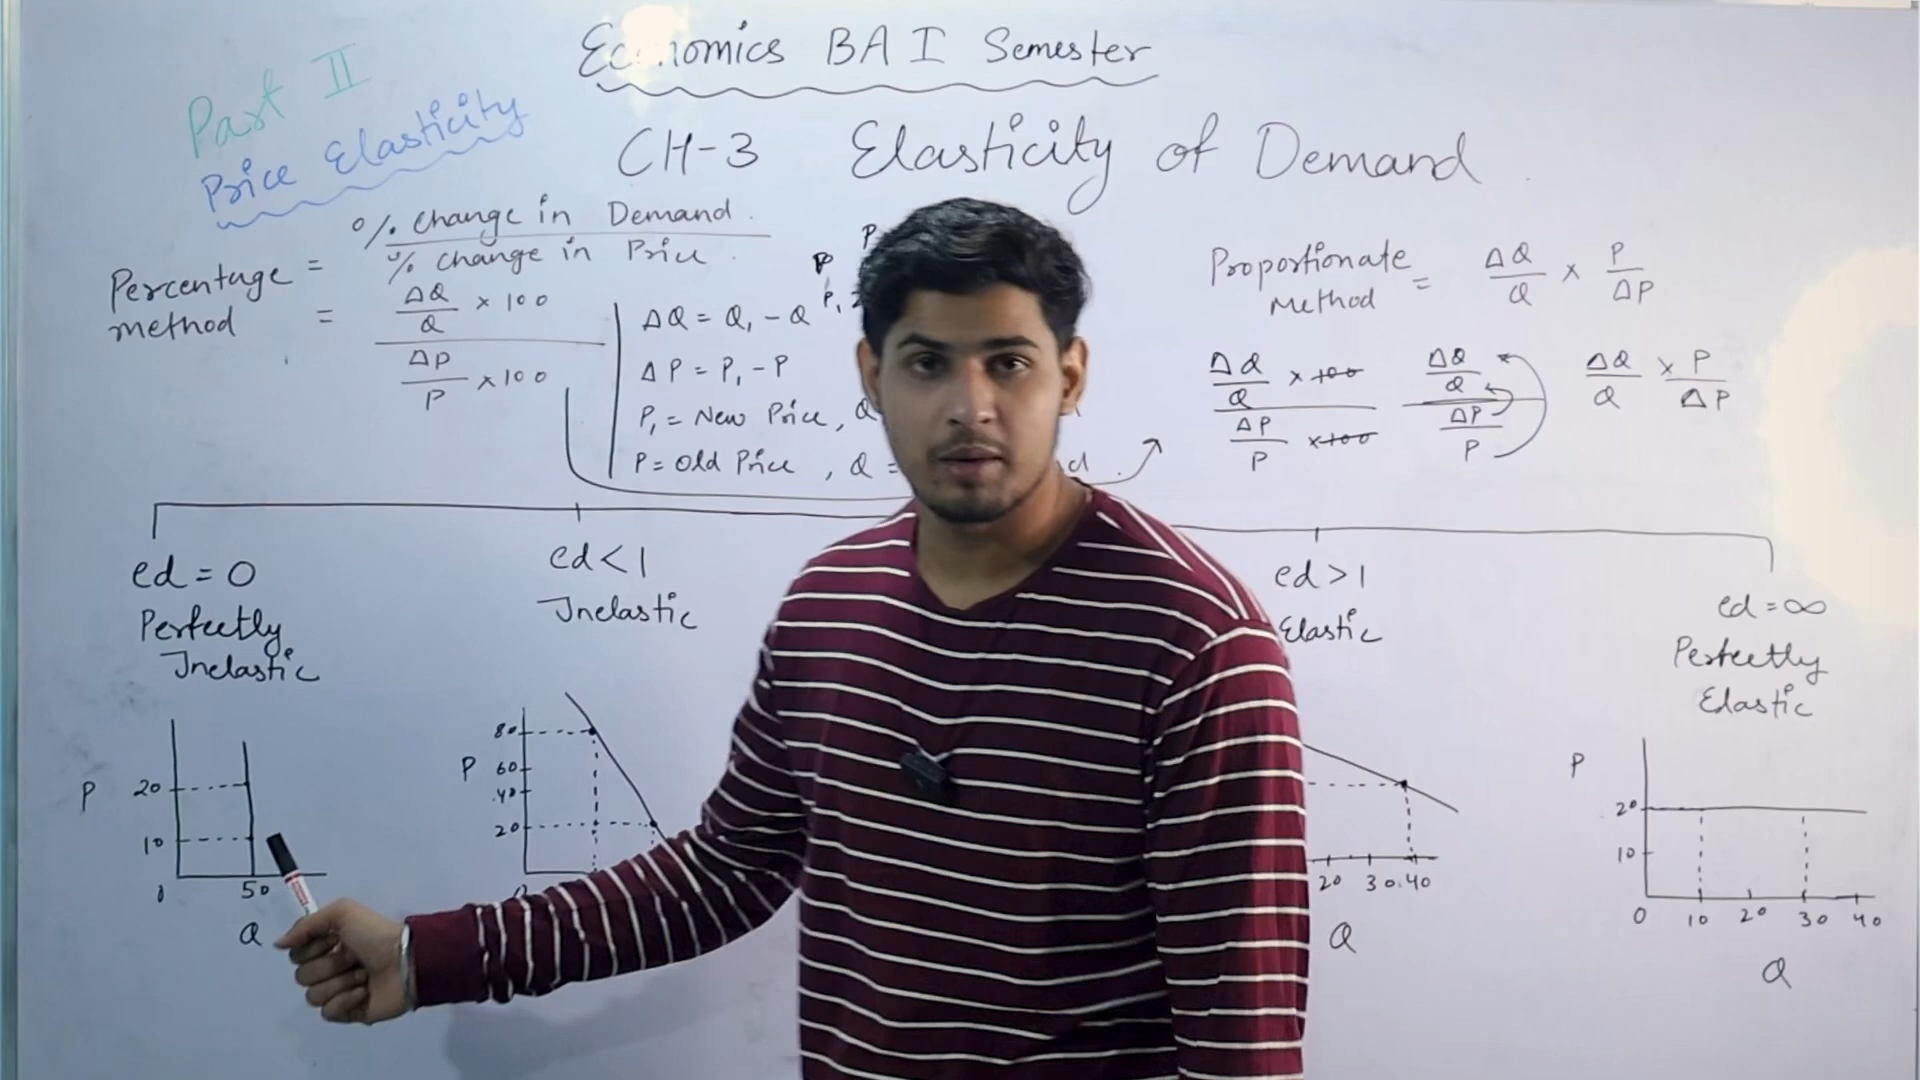 Economics BA I Semester
Part II
Price Elasticity
CH-3 Elasticity of Demand
Percentage method = % change in Demand.
% change in Price.
= ΔQ/Q × 100
ΔP/P × 100
ΔQ = Q₁ - Q
ΔP = P₁ - P
P₁ = New Price, Q
P = Old Price, Q =
P
P
P₁
Proportionate Method = ΔQ/Q × P/ΔP
ΔQ/Q × 100
ΔP/P × 100
ΔQ/Q
ΔP/P
ΔQ/Q × P/ΔP
ed = 0
Perfectly
Inelastic
P
20
10
0
50
Q
ed < 1
Inelastic
P
80
60
40
20
0
ed > 1
Elastic
20 30 40
Q
ed = ∞
Perfectly
Elastic
P
20
10
0 10 20 30 40
Q